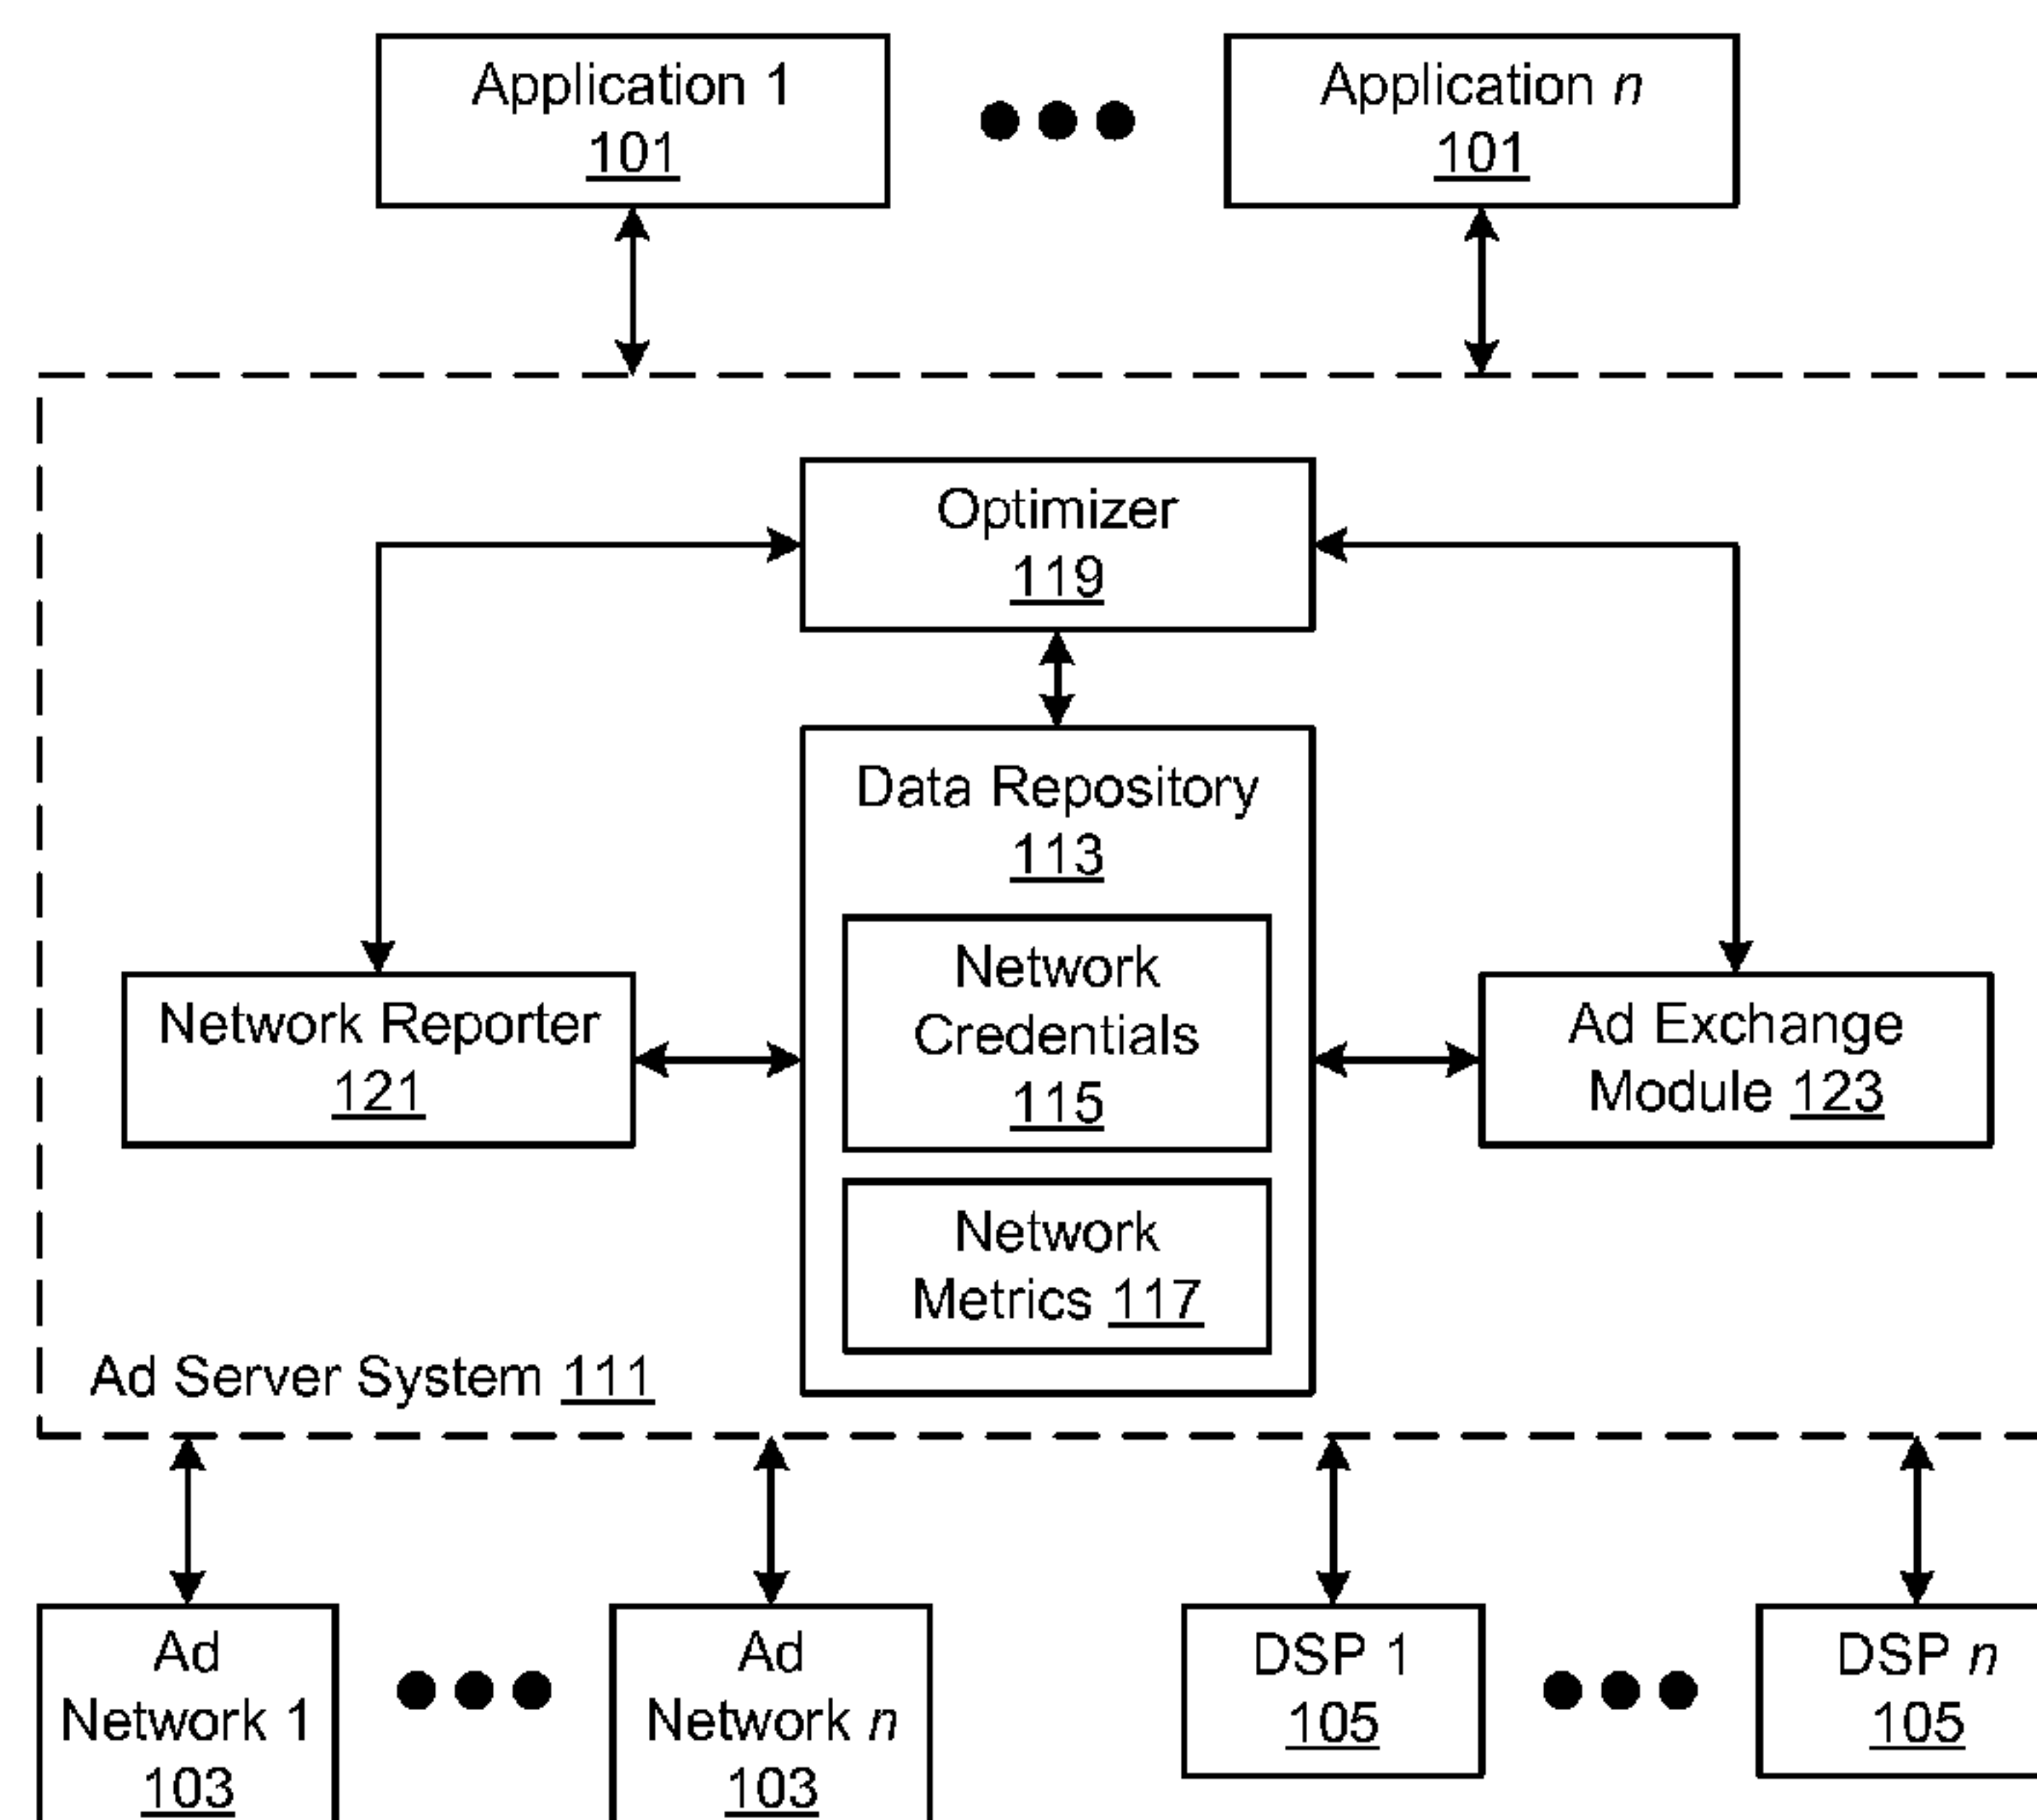 Application 1
101
Application n
101
Optimizer
119
Data Repository
113
Network
Credentials
115
Network
Metrics 117
Network Reporter
121
Ad Exchange
Module 123
Ad Server System 111
Ad
Network 1
103
Ad
Network n
103
DSP 1
105
DSP n
105